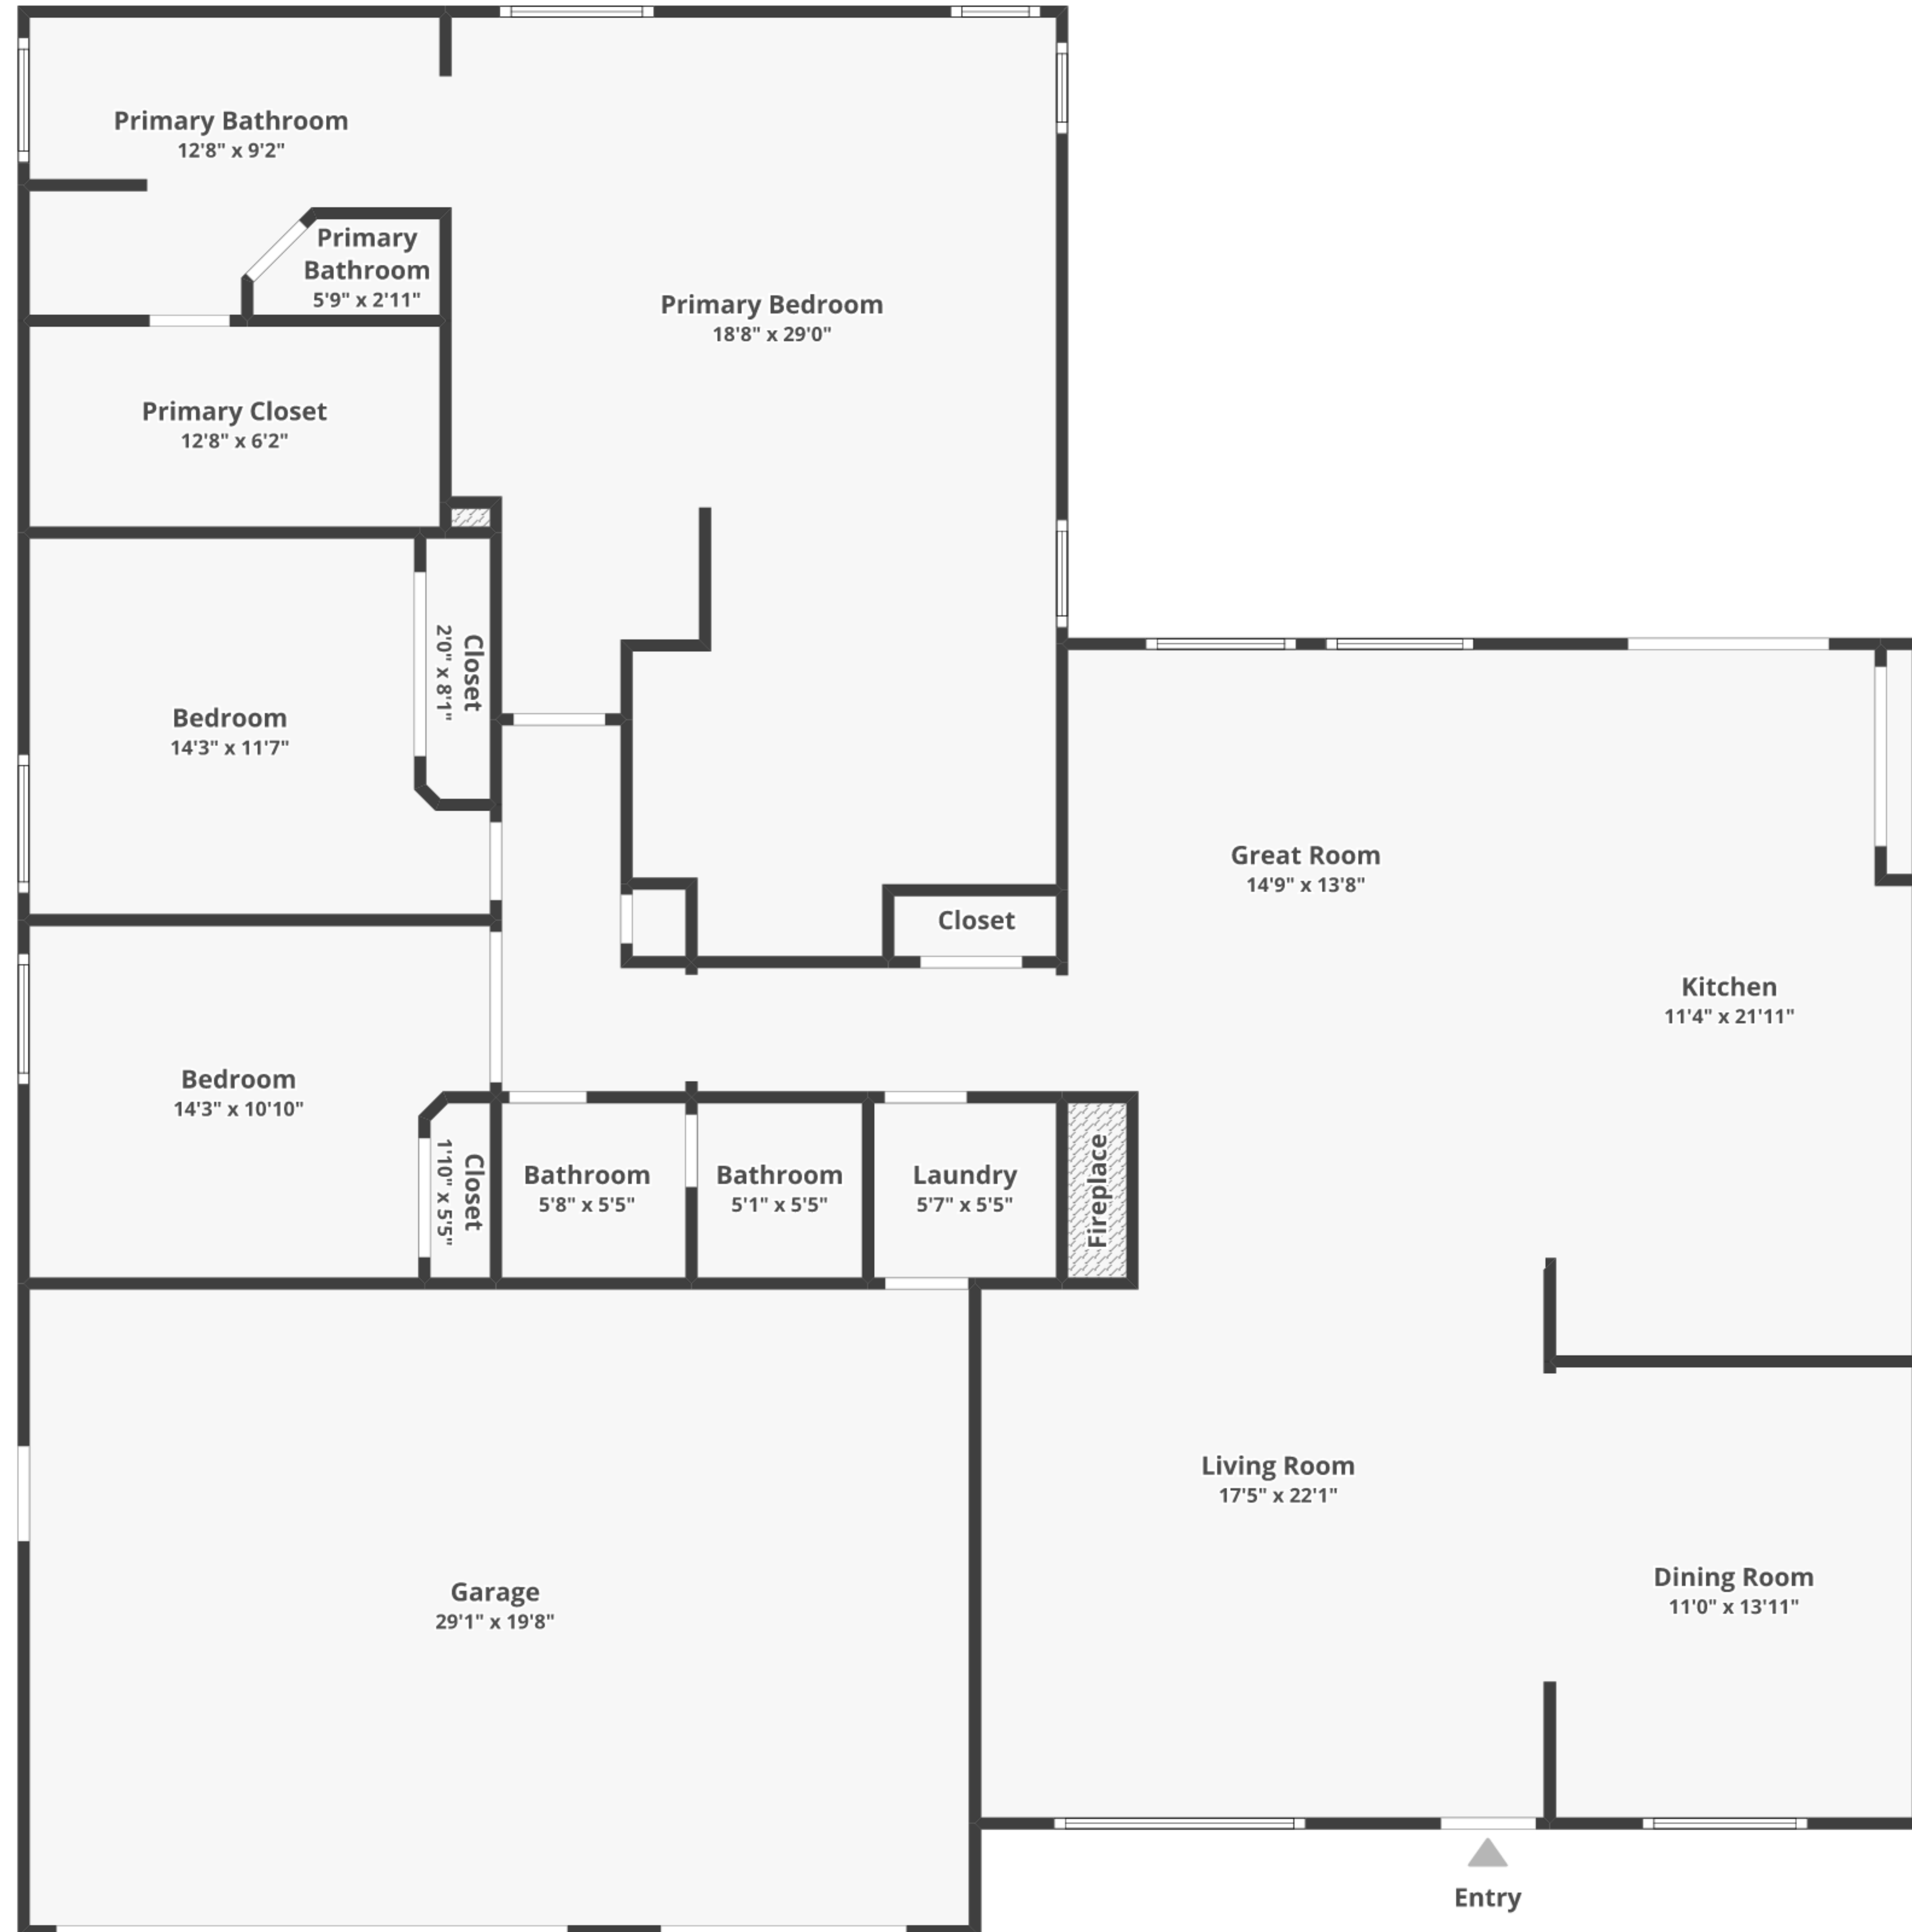 Primary Bathroom
12'8" x 9'2"
Primary
Bathroom
5'9" x 2'11"
Primary Bedroom
18'8" x 29'0"
Primary Closet
12'8" x 6'2"
Closet
2'0" x 8'1"
Bedroom
14'3" x 11'7"
Great Room
14'9" x 13'8"
Closet
Kitchen
11'4" x 21'11"
Bedroom
14'3" x 10'10"
Closet
1'10" x 5'5"
Bathroom
5'8" x 5'5"
Bathroom
5'1" x 5'5"
Laundry
5'7" x 5'5"
Fireplace
Living Room
17'5" x 22'1"
Dining Room
11'0" x 13'11"
Garage
29'1" x 19'8"
Entry